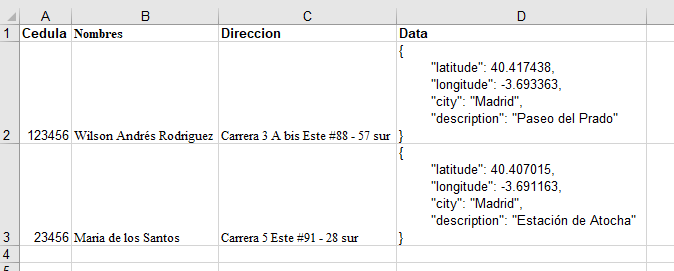 A B C D
1 Cedula Nombres Direccion Data
{
"latitude": 40.417438,
"longitude": -3.693363,
"city": "Madrid",
"description": "Paseo del Prado"
2 123456 Wilson Andrés Rodriguez Carrera 3 A bis Este #88 - 57 sur }
{
"latitude": 40.407015,
"longitude": -3.691163,
"city": "Madrid",
"description": "Estación de Atocha"
3 23456 Maria de los Santos Carrera 5 Este #91 - 28 sur }
4
5